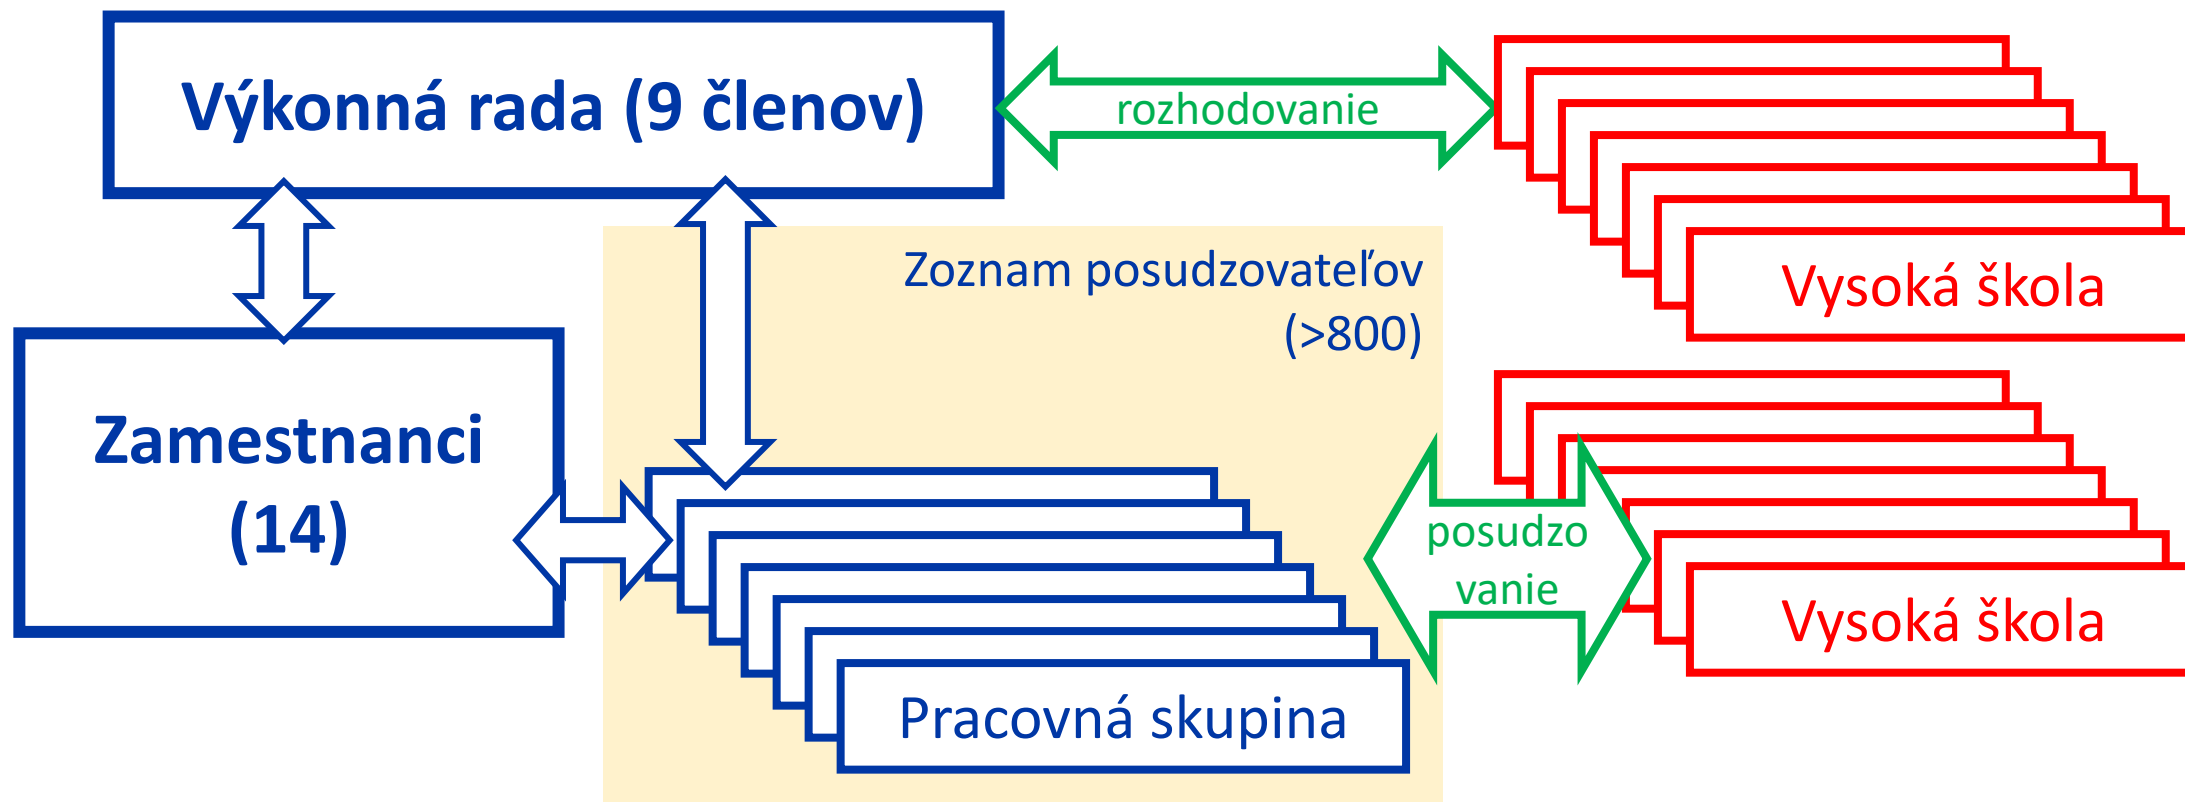 Výkonná rada (9 členov)
rozhodovanie
Vysoká škola
Zoznam posudzovateľov
(>800)
Zamestnanci
(14)
posudzo
vanie
Vysoká škola
Pracovná skupina